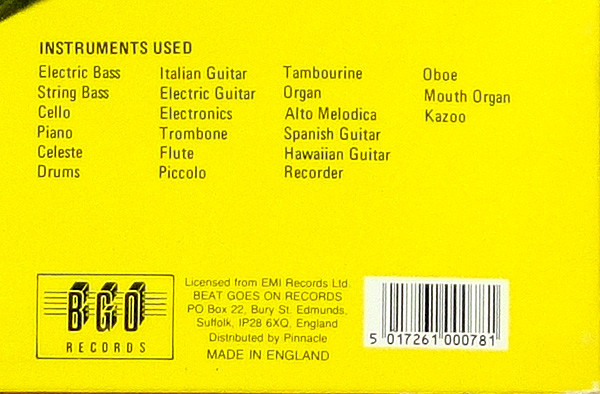 INSTRUMENTS USED
Electric Bass
String Bass
Cello
Piano
Celeste
Drums
Italian Guitar
Electric Guitar
Electronics
Trombone
Flute
Piccolo
Tambourine
Organ
Alto Melodica
Spanish Guitar
Hawaiian Guitar
Recorder
Oboe
Mouth Organ
Kazoo
BGO
RECORDS
Licensed from EMI Records Ltd.
BEAT GOES ON RECORDS
PO Box 22, Bury St. Edmunds,
Suffolk, IP28 6XQ, England
Distributed by Pinnacle
MADE IN ENGLAND
5 017261 000781